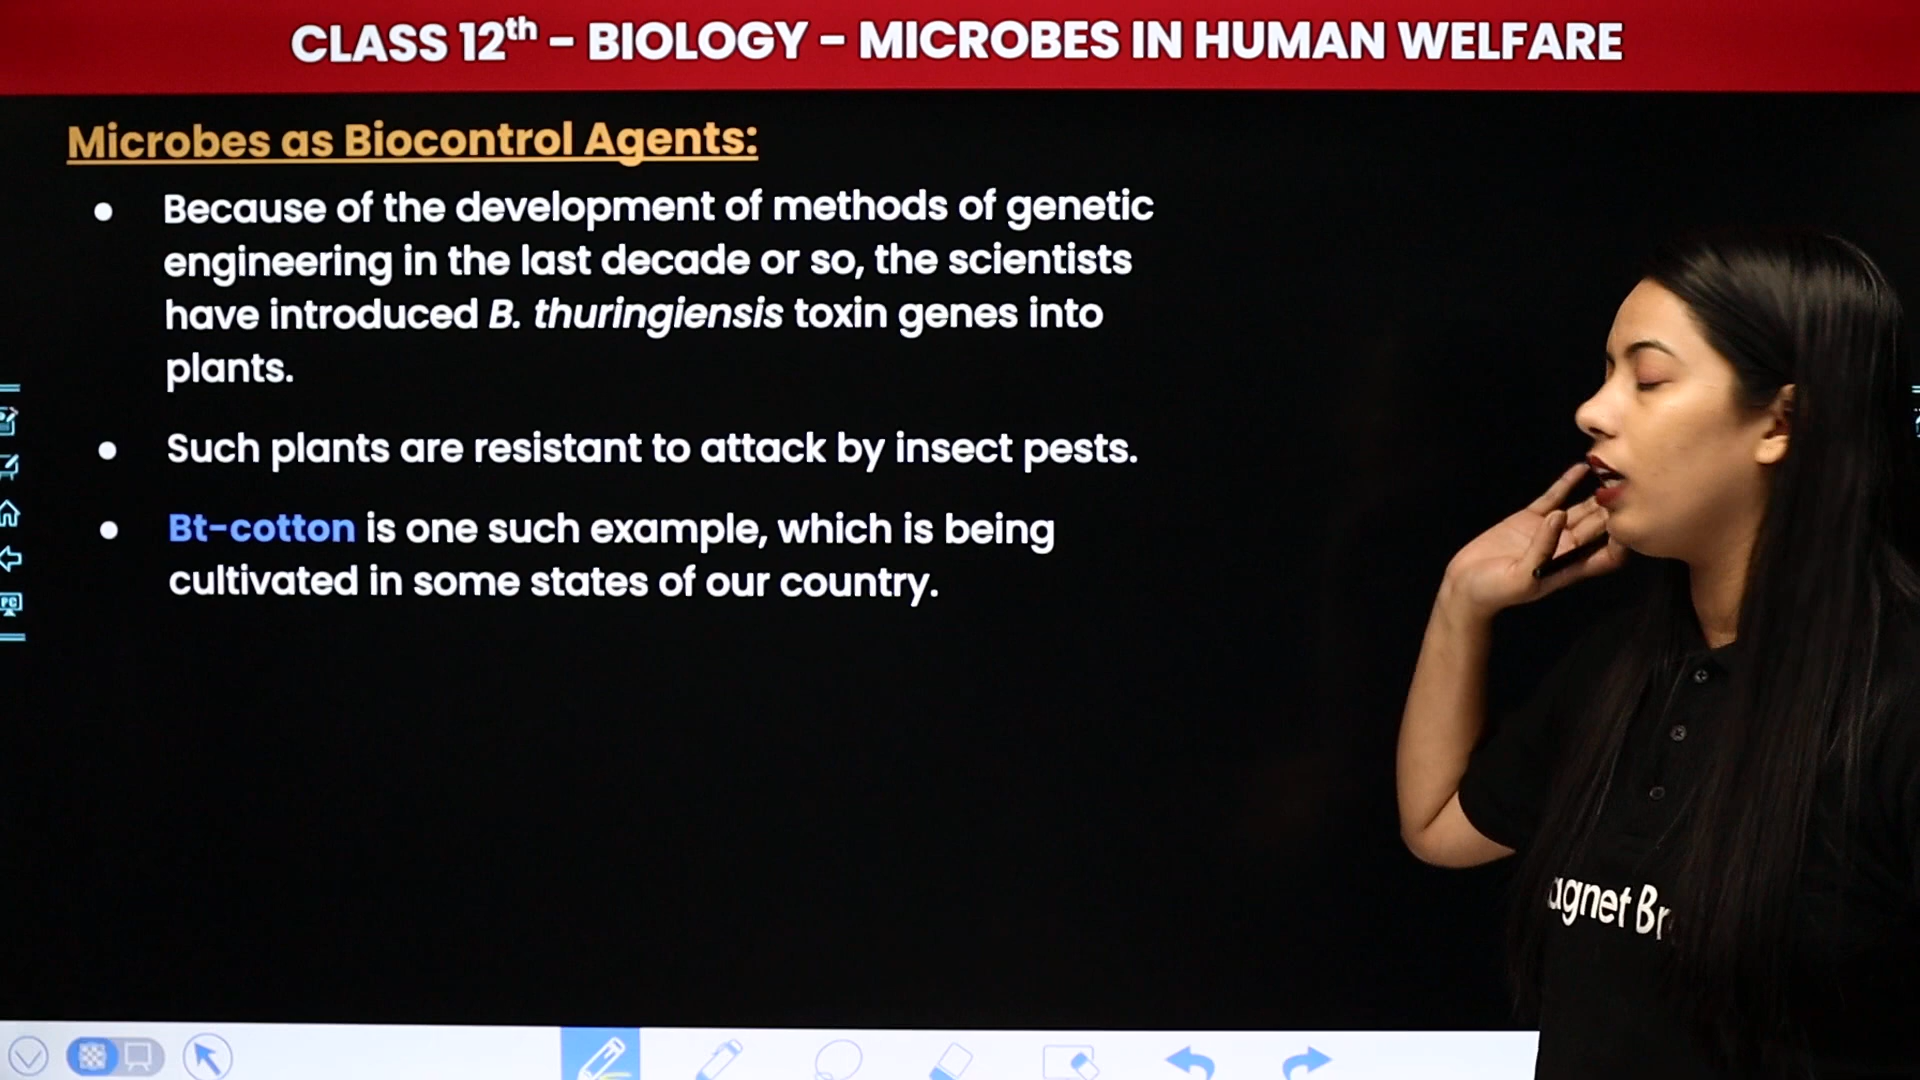 CLASS 12th – BIOLOGY – MICROBES IN HUMAN WELFARE
Microbes as Biocontrol Agents:
● Because of the development of methods of genetic
engineering in the last decade or so, the scientists
have introduced B. thuringiensis toxin genes into
plants.
● Such plants are resistant to attack by insect pests.
● Bt-cotton is one such example, which is being
cultivated in some states of our country.
agnet Br
PC